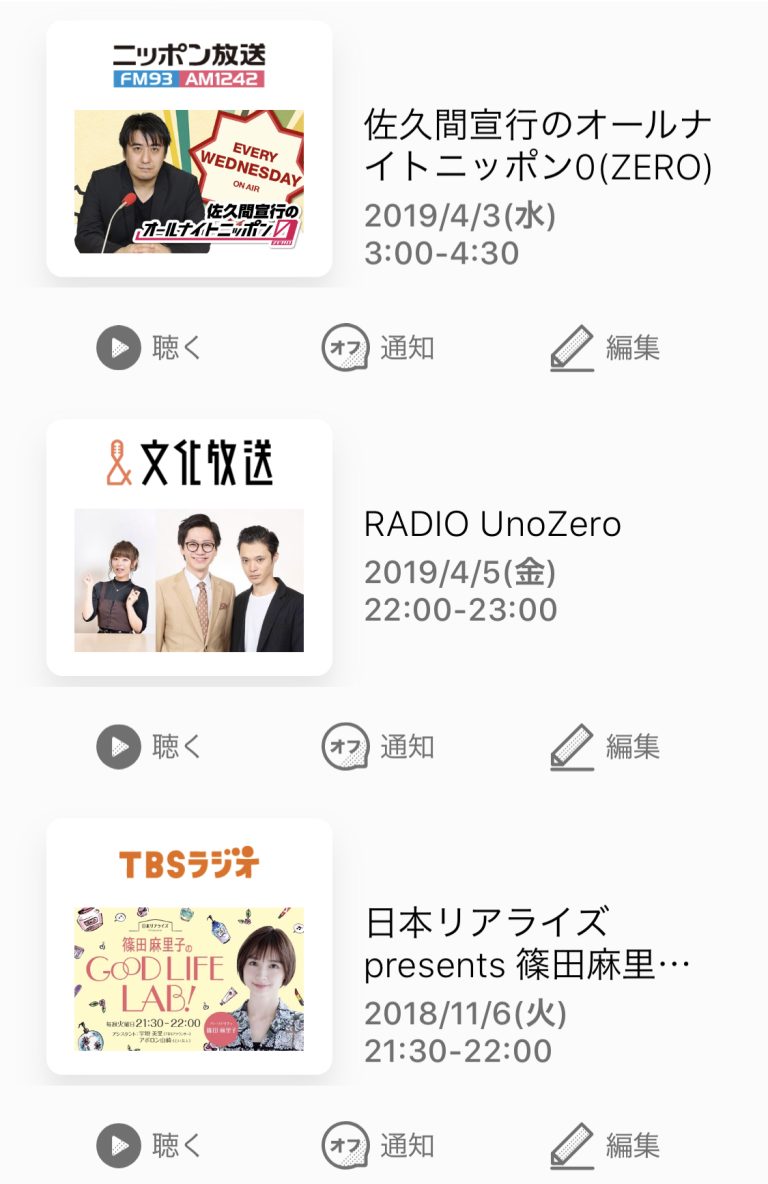 ニッポン放送
FM93 AM1242
EVERY
WEDNESDAY
ON AIR
佐久間宣行の
オールナイトニッポン0
ZERO
佐久間宣行のオールナ
イトニッポン0(ZERO)
2019/4/3(水)
3:00-4:30
聴く
オフ 通知
編集
文化放送
RADIO UnoZero
2019/4/5(金)
22:00-23:00
聴く
オフ 通知
編集
TBSラジオ
日本リアライズ
篠田麻里子の
GOOD LIFE
LAB!
毎週火曜日21:30-22:00
篠田麻里子
日本リアライズ
presents 篠田麻里…
2018/11/6(火)
21:30-22:00
聴く
オフ 通知
編集